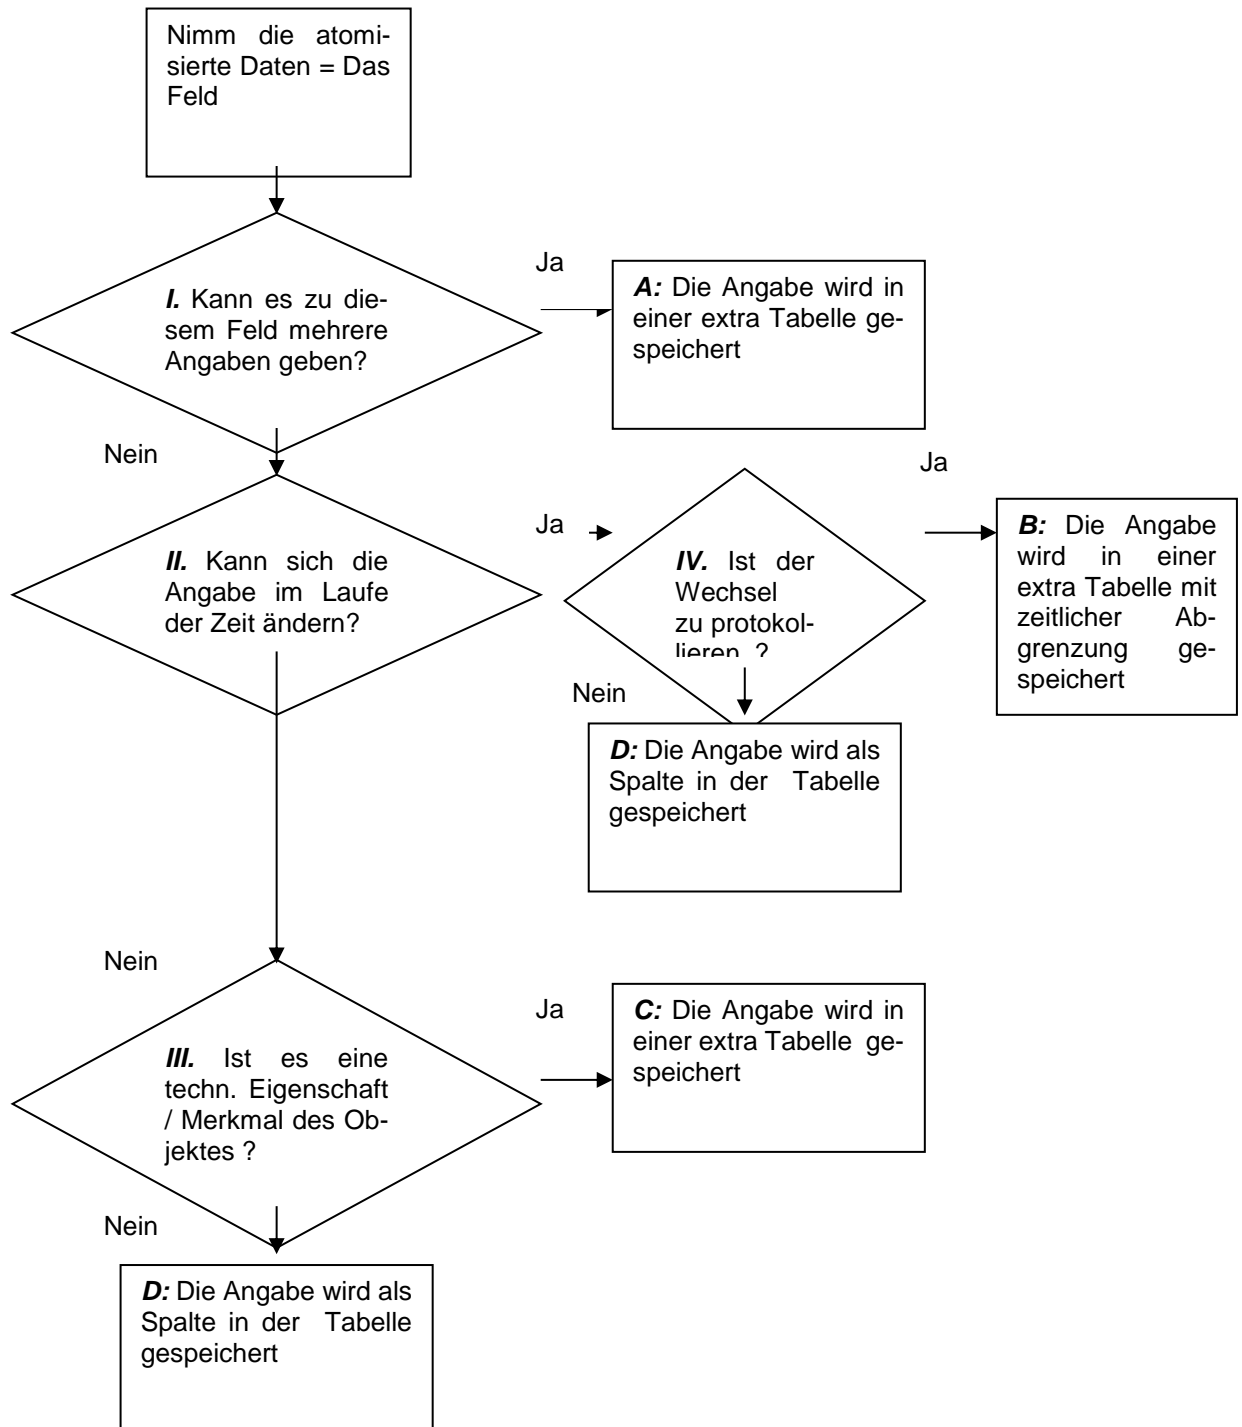 Nimm die atomi-
sierte Daten = Das
Feld
Ja
I. Kann es zu die-
sem Feld mehrere
Angaben geben?
A: Die Angabe wird in
einer extra Tabelle ge-
speichert
Nein
Ja
Ja
II. Kann sich die
Angabe im Laufe
der Zeit ändern?
IV. Ist der
Wechsel
zu protokol-
lieren ?
B: Die Angabe
wird in einer
extra Tabelle mit
zeitlicher Ab-
grenzung ge-
speichert
Nein
D: Die Angabe wird als
Spalte in der Tabelle
gespeichert
Nein
Ja
III. Ist es eine
techn. Eigenschaft
/ Merkmal des Ob-
jektes ?
C: Die Angabe wird in
einer extra Tabelle ge-
speichert
Nein
D: Die Angabe wird als
Spalte in der Tabelle
gespeichert